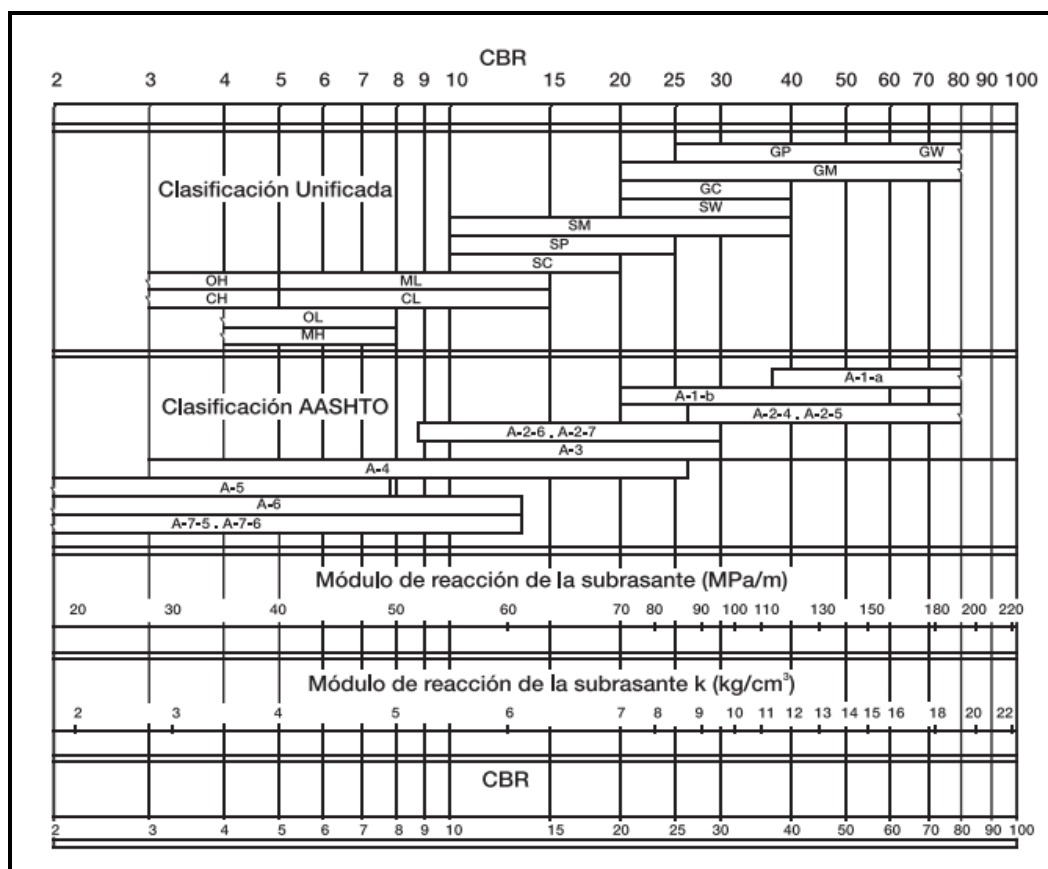 CBR
2 3 4 5 6 7 8 9 10 15 20 25 30 40 50 60 70 80 90 100
GP GW
GM
Clasificación Unificada GC
SW
SM
SP
SC
OH ML
CH CL
OL
MH
A-1-a
A-1-b
Clasificación AASHTO A-2-4 . A-2-5
A-2-6 . A-2-7
A-3
A-4
A-5
A-6
A-7-5 . A-7-6
Módulo de reacción de la subrasante (MPa/m)
20 30 40 50 60 70 80 90 100 110 130 150 180 200 220
Módulo de reacción de la subrasante k (kg/cm³)
2 3 4 5 6 7 8 9 10 11 12 13 14 15 16 18 20 22
CBR
2 3 4 5 6 7 8 9 10 15 20 25 30 40 50 60 70 80 90 100